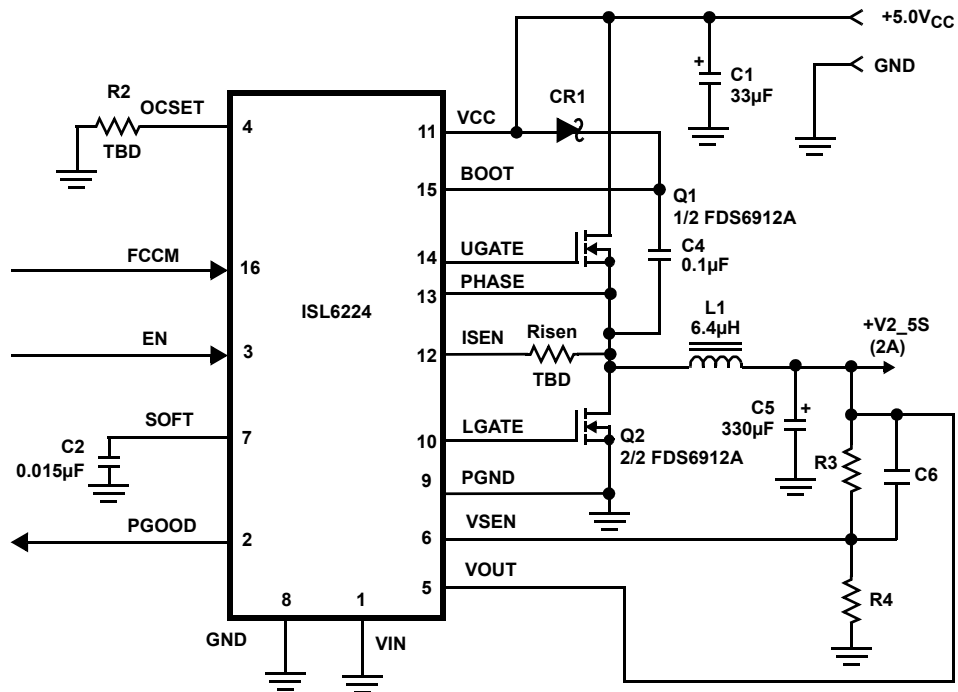 +5.0VCC
GND
C1
33µF
+
R2
OCSET
TBD
4
11
VCC
CR1
15
BOOT
Q1
1/2 FDS6912A
C4
0.1µF
FCCM
16
14
UGATE
13
PHASE
ISL6224
L1
6.4µH
+V2_5S
(2A)
EN
3
12
ISEN
Risen
TBD
SOFT
7
C2
0.015µF
10
LGATE
Q2
2/2 FDS6912A
C5
330µF
+
R3
C6
9
PGND
PGOOD
2
6
VSEN
5
VOUT
R4
8
1
GND
VIN